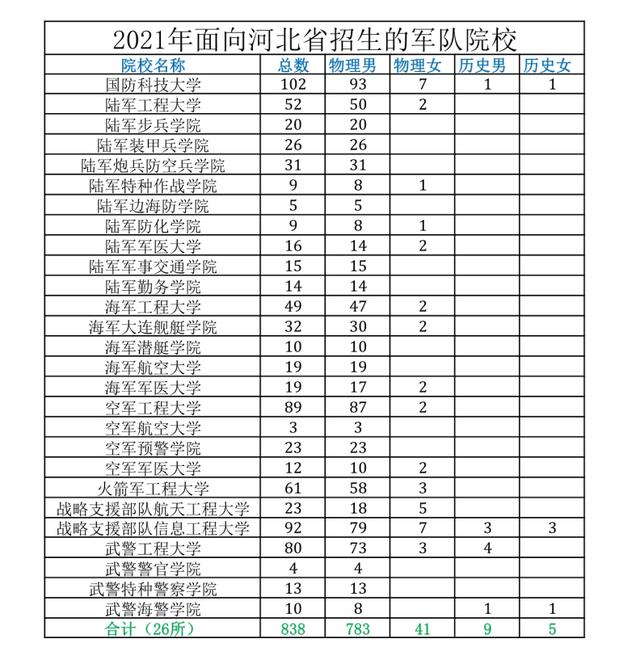 2021年面向河北省招生的军队院校
院校名称 总数 物理男 物理女 历史男 历史女
国防科技大学 102 93 7 1 1
陆军工程大学 52 50 2
陆军步兵学院 20 20
陆军装甲兵学院 26 26
陆军炮兵防空兵学院 31 31
陆军特种作战学院 9 8 1
陆军边海防学院 5 5
陆军防化学院 9 8 1
陆军军医大学 16 14 2
陆军军事交通学院 15 15
陆军勤务学院 14 14
海军工程大学 49 47 2
海军大连舰艇学院 32 30 2
海军潜艇学院 10 10
海军航空大学 19 19
海军军医大学 19 17 2
空军工程大学 89 87 2
空军航空大学 3 3
空军预警学院 23 23
空军军医大学 12 10 2
火箭军工程大学 61 58 3
战略支援部队航天工程大学 23 18 5
战略支援部队信息工程大学 92 79 7 3 3
武警工程大学 80 73 3 4
武警警官学院 4 4
武警特种警察学院 13 13
武警海警学院 10 8 1 1
合计（26所） 838 783 41 9 5